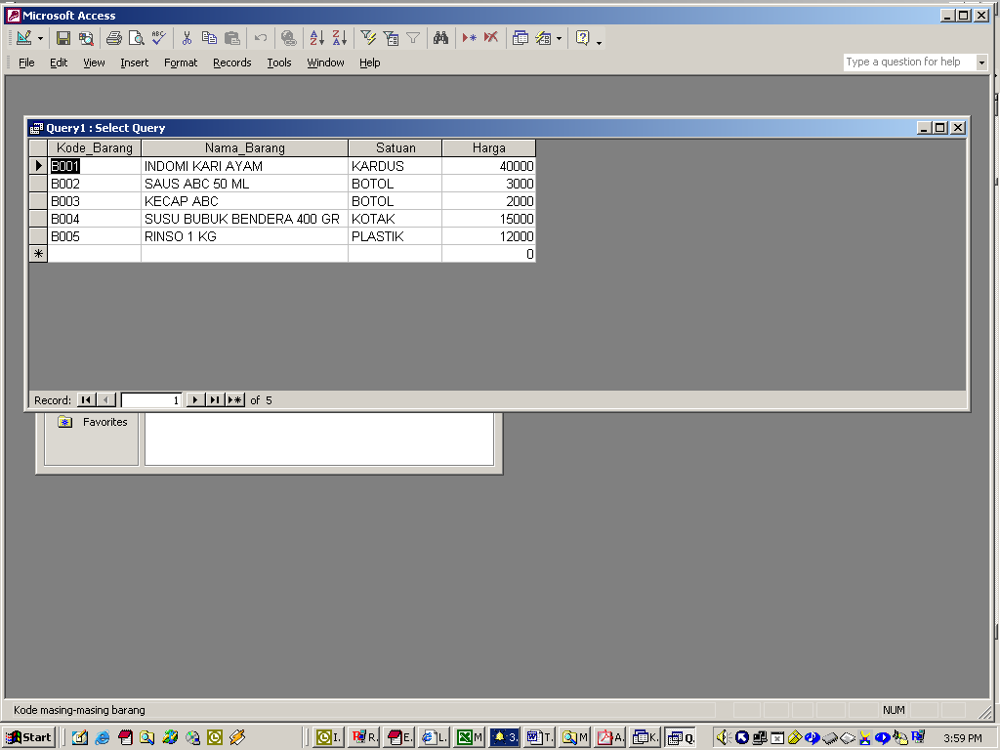 Microsoft Access
File Edit View Insert Format Records Tools Window Help
Type a question for help
Query1 : Select Query
Kode_Barang Nama_Barang Satuan Harga
B001 INDOMI KARI AYAM KARDUS 40000
B002 SAUS ABC 50 ML BOTOL 3000
B003 KECAP ABC BOTOL 2000
B004 SUSU BUBUK BENDERA 400 GR KOTAK 15000
B005 RINSO 1 KG PLASTIK 12000
0
Record: 1 of 5
Favorites
Kode masing-masing barang NUM
Start I. R. E. L. M 3. T. M A. K. Q. 3:59 PM